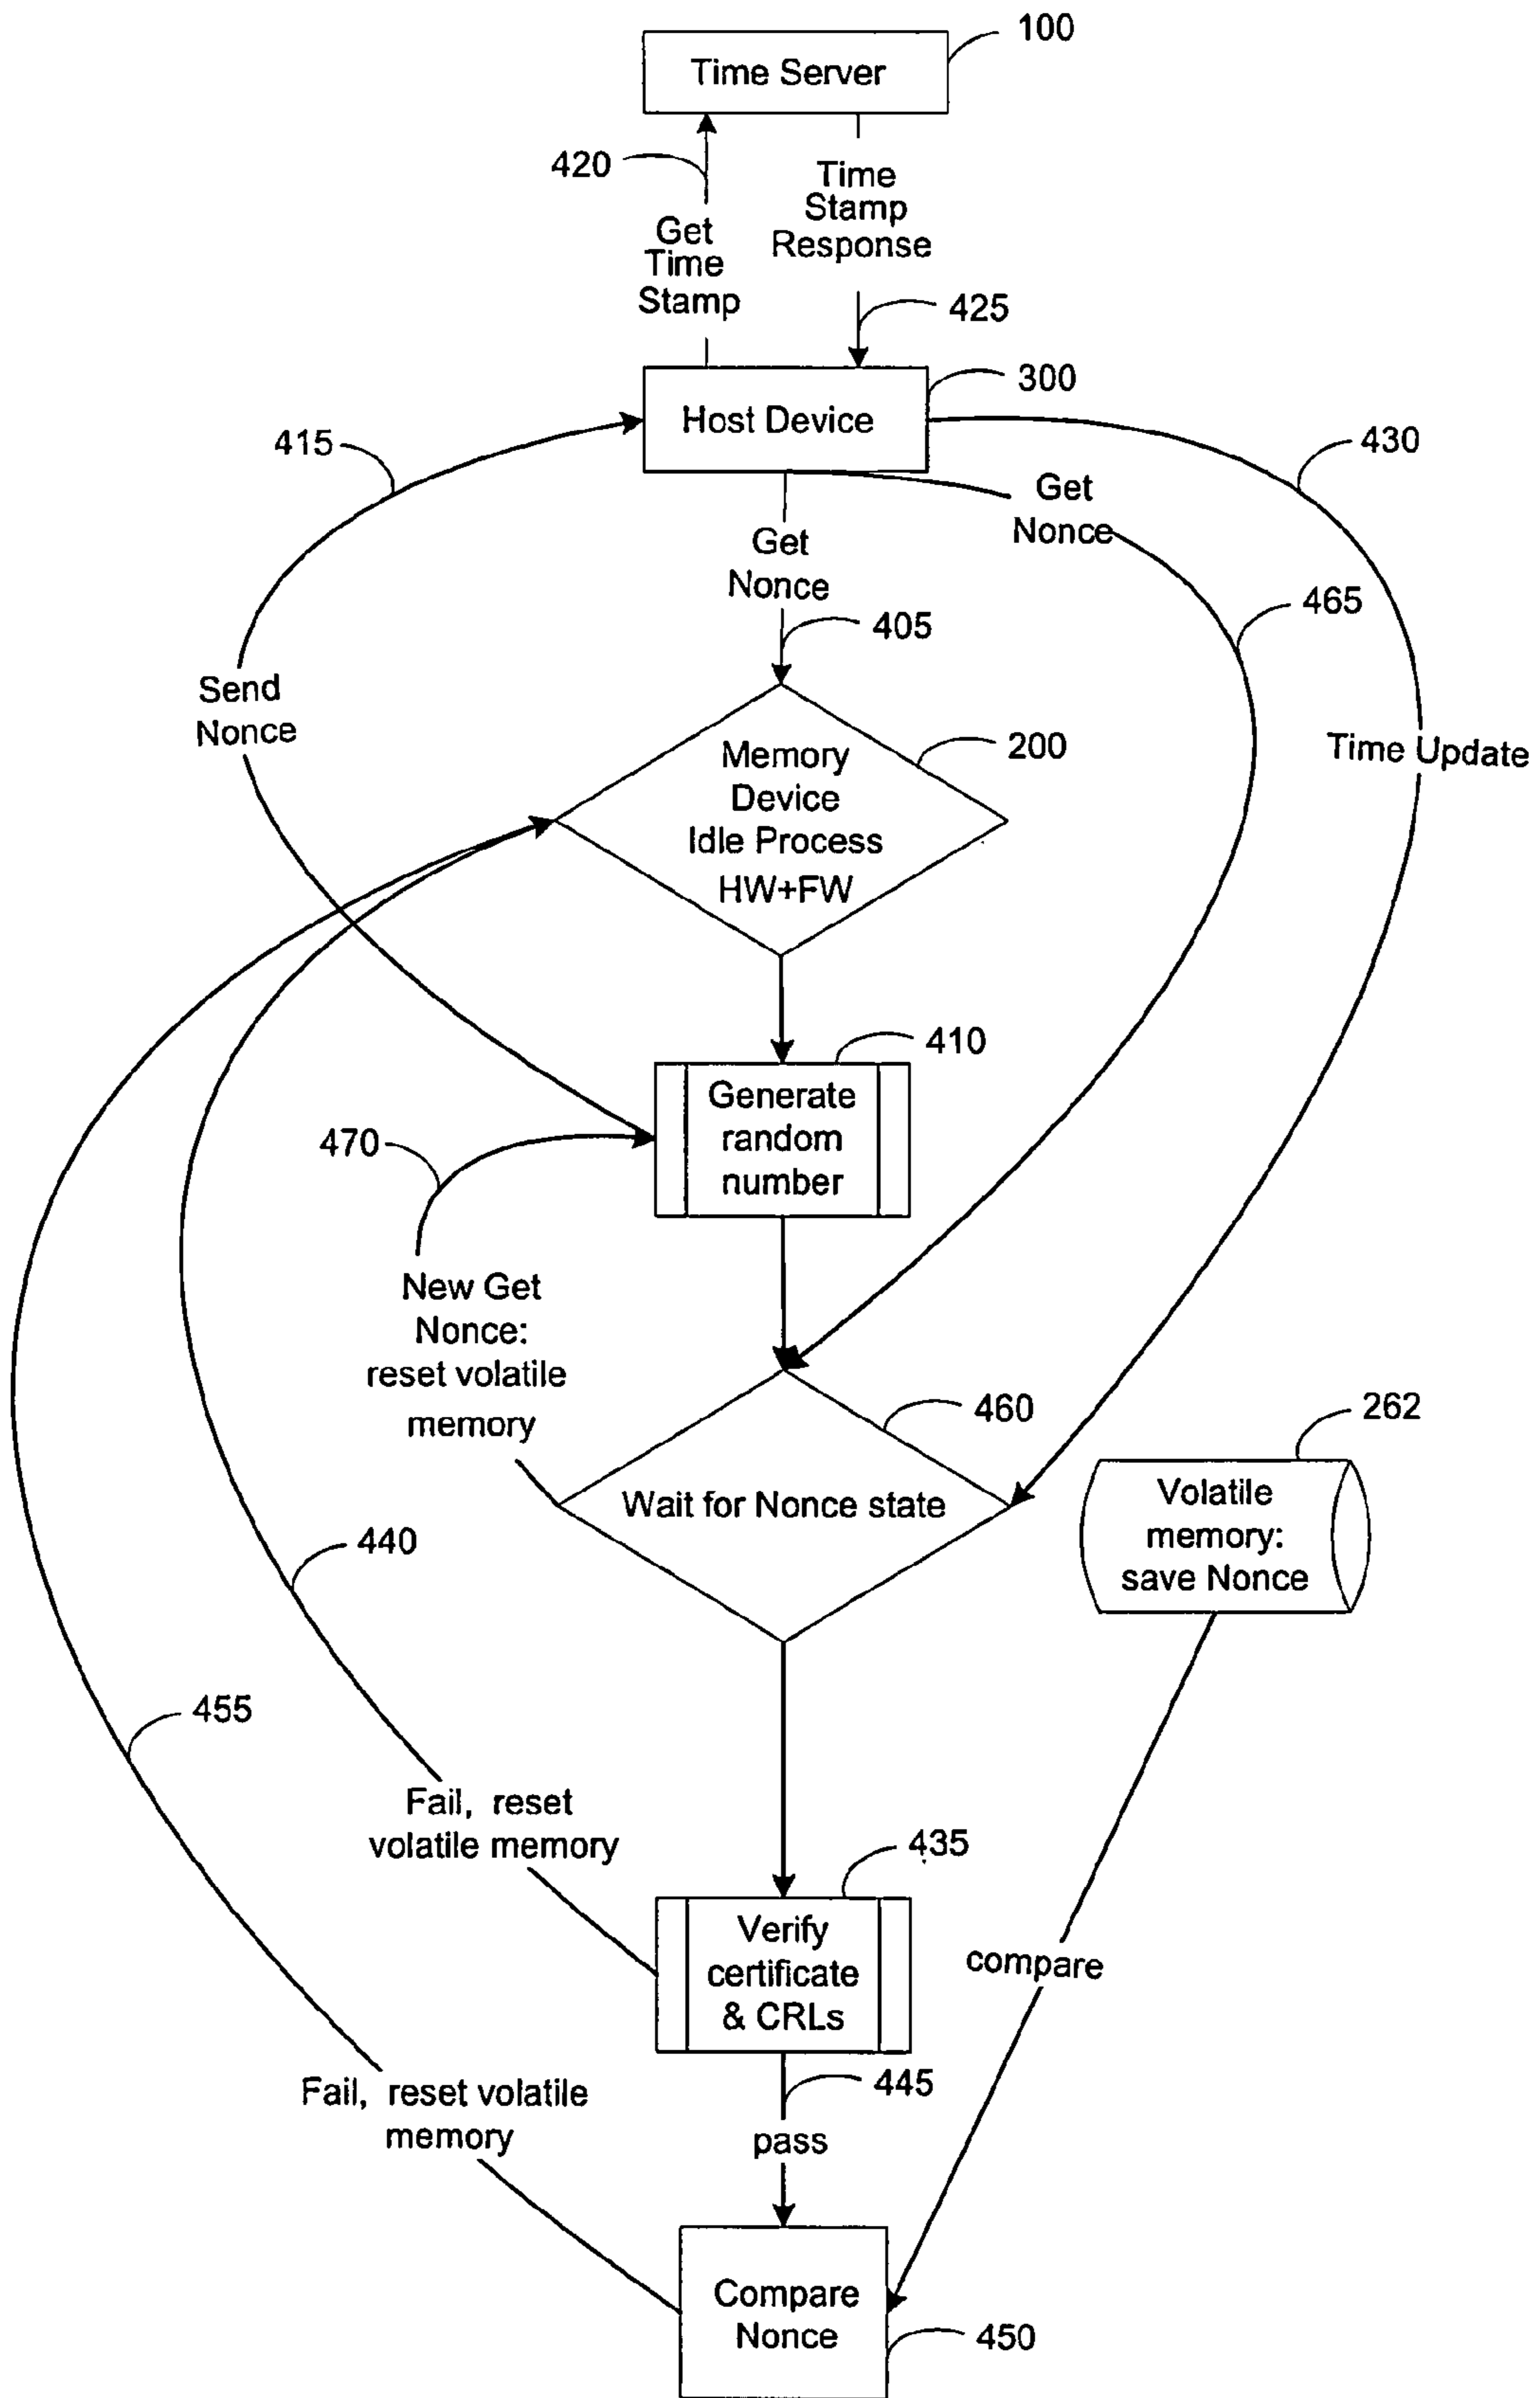 100
Time Server
420
Time
Stamp
Response
Get
Time
Stamp
425
300
Host Device
415
430
Get
Nonce
Get
Nonce
465
405
Send
Nonce
200
Memory
Device
Idle Process
HW+FW
Time Update
410
Generate
random
number
470
New Get
Nonce:
reset volatile
memory
460
262
Wait for Nonce state
Volatile
memory:
save Nonce
440
455
Fail, reset
volatile memory
435
Verify
certificate
& CRLs
compare
445
Fail, reset volatile
memory
pass
Compare
Nonce
450